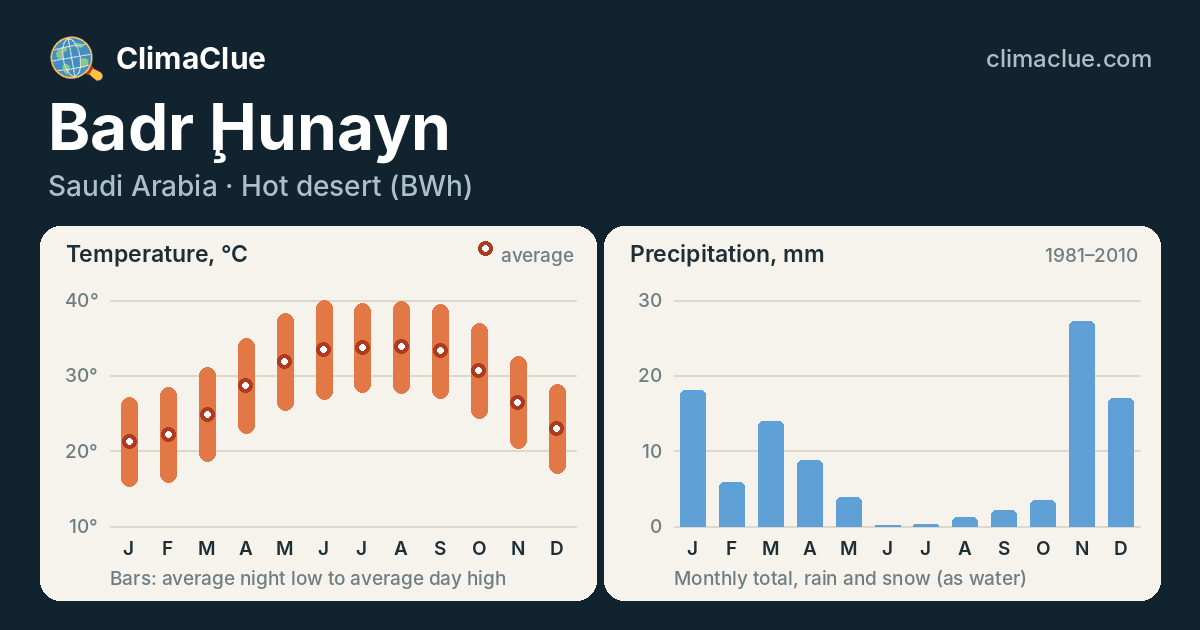 ClimaClue
climaclue.com
Badr Ḩunayn
Saudi Arabia · Hot desert (BWh)
Temperature, °C
average
40°
30°
20°
10°
J F M A M J J A S O N D
Bars: average night low to average day high
Precipitation, mm
1981–2010
30
20
10
0
J F M A M J J A S O N D
Monthly total, rain and snow (as water)